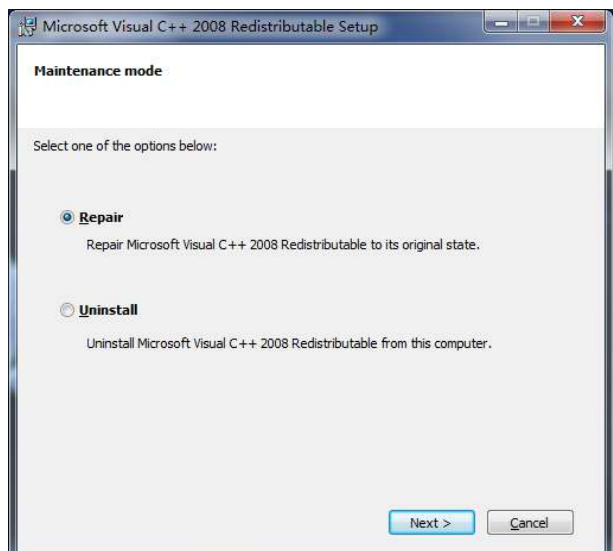 Microsoft Visual C++ 2008 Redistributable Setup
Maintenance mode
Select one of the options below:
Repair
Repair Microsoft Visual C++ 2008 Redistributable to its original state.
Uninstall
Uninstall Microsoft Visual C++ 2008 Redistributable from this computer.
Next >
Cancel